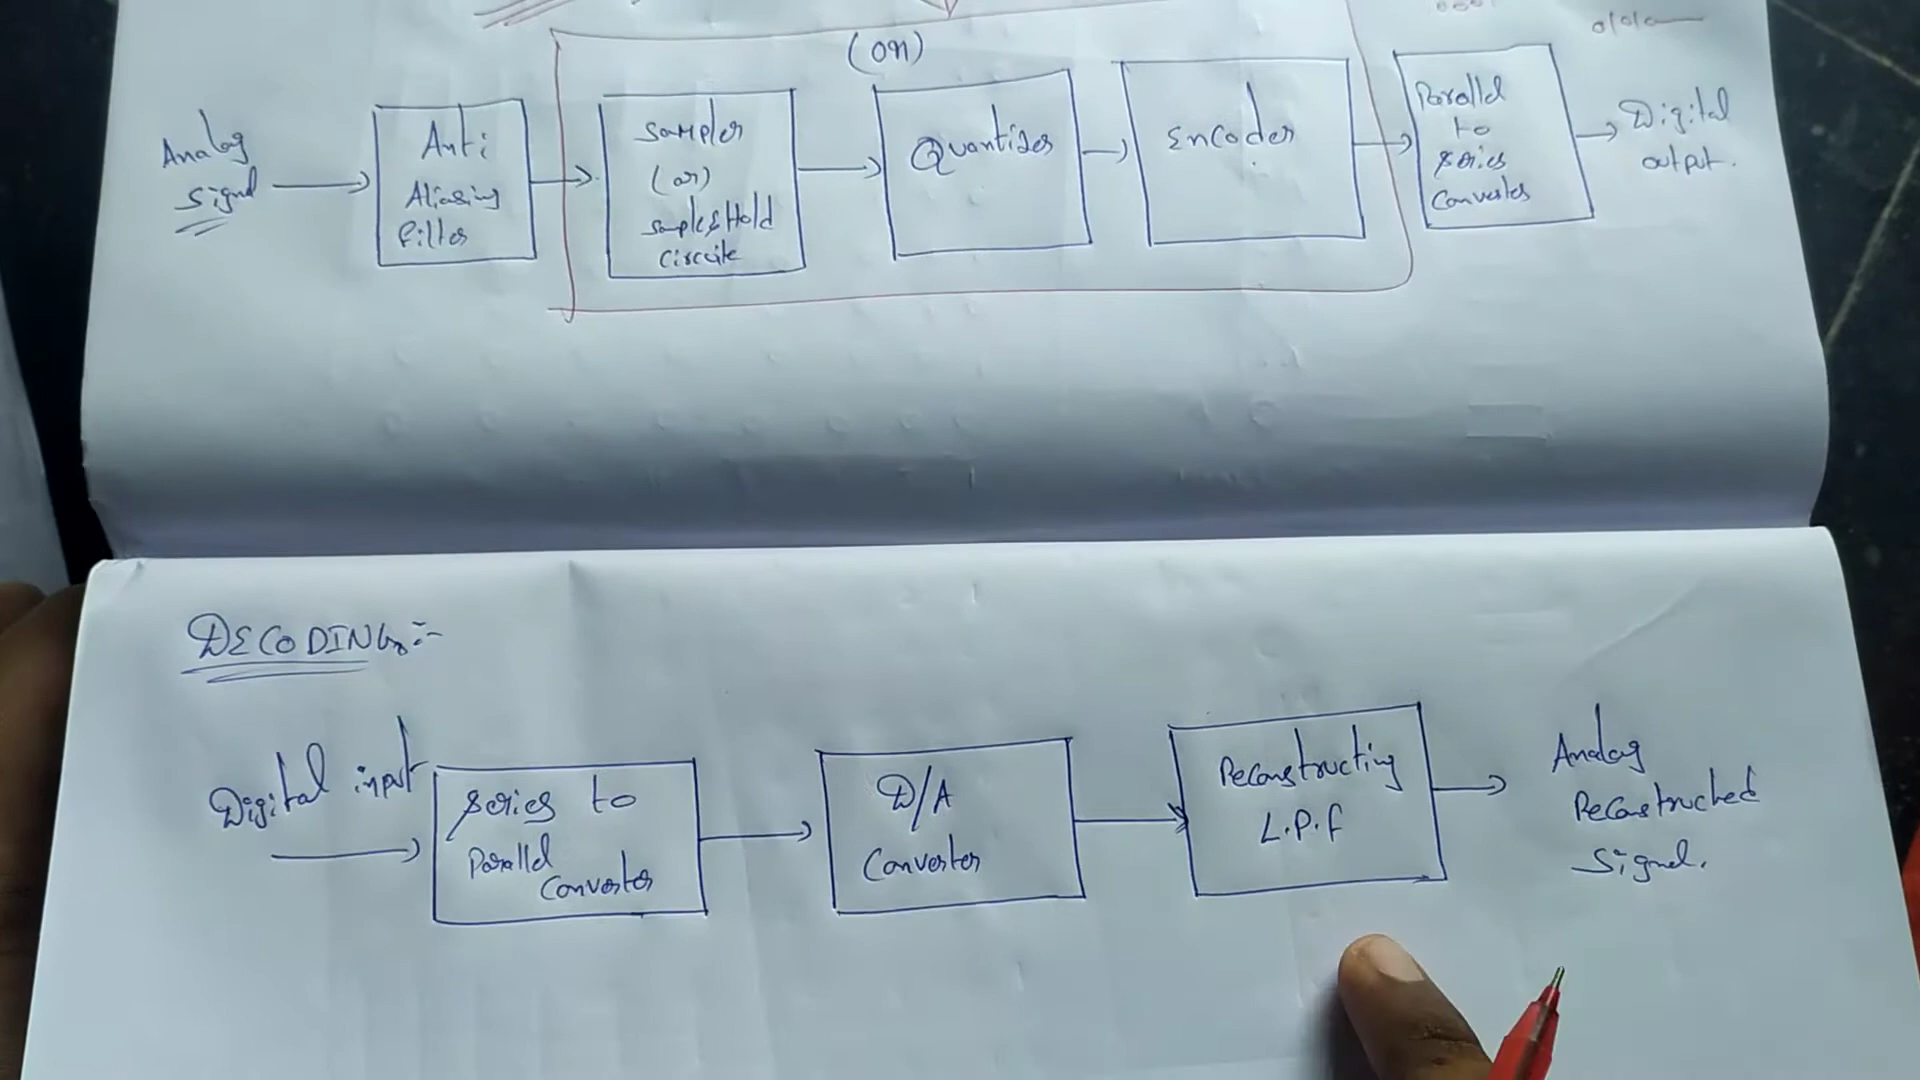 (or)
Analog
Signal
Anti
Aliasing
Filter
Sampler
(or)
Sample & Hold
Circuite
Quantizer
Encoder
Parallel
to
Series
Converter
Digital
output.
DECODING:-
Digital input
Series to
Parallel
Converter
D/A
Converter
Reconstructing
L.P.F
Analog
Reconstructed
Signal.